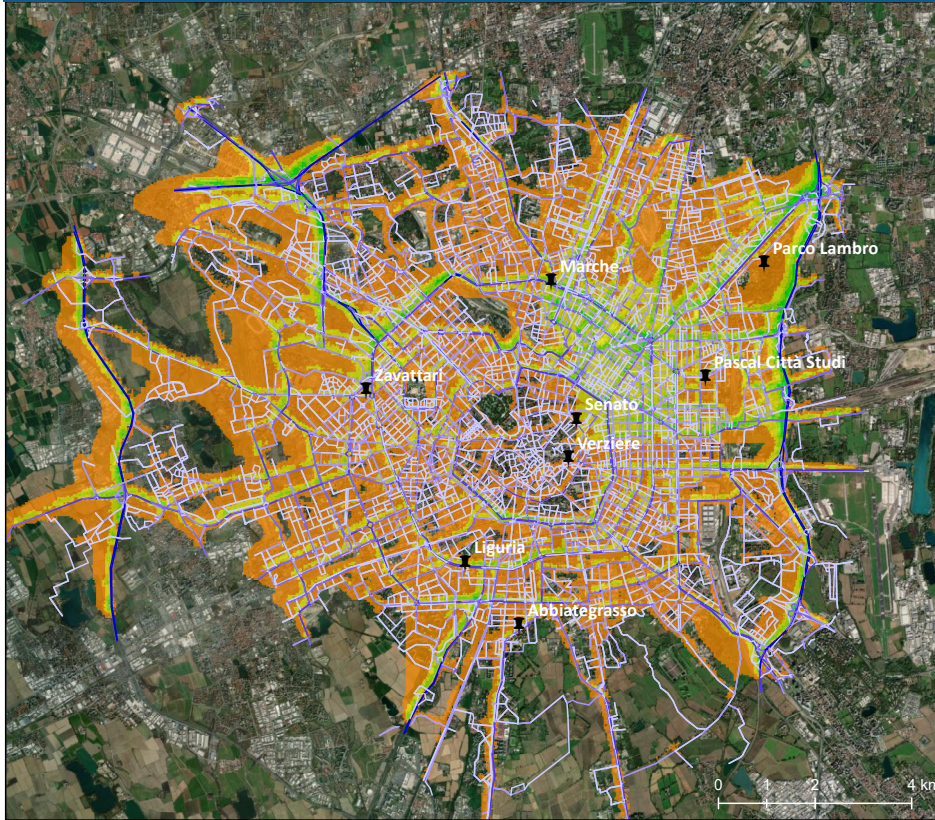 Parco Lambro
Marche
Pascal Città Studi
Zavattari
Senato
Verziere
Liguria
Abbiategrasso
0 1 2 4 km